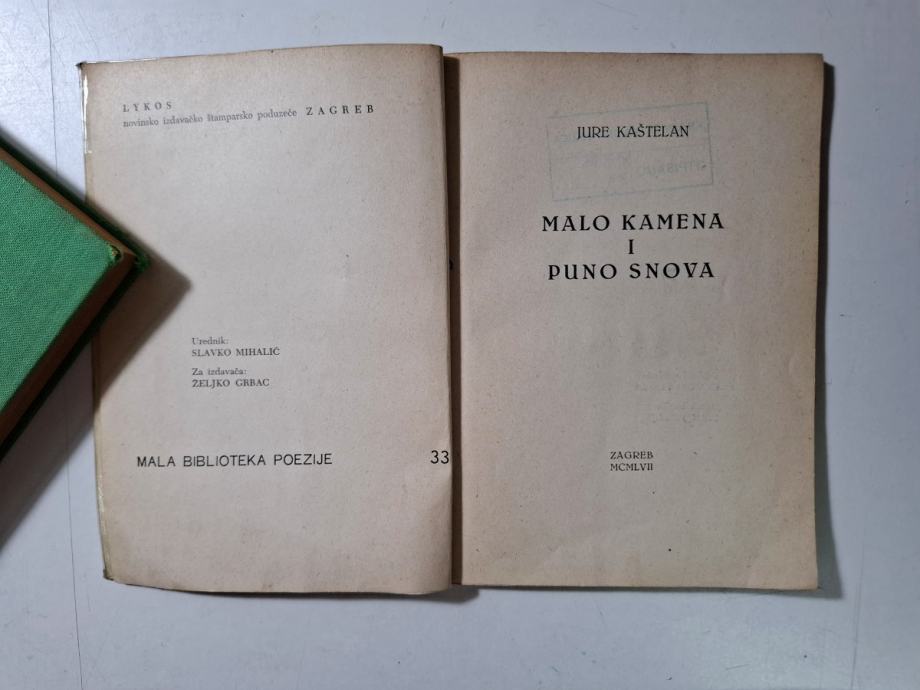 LYKOS
novinsko izdavačko štamparsko poduzeće ZAGREB
Urednik:
SLAVKO MIHALIĆ
Za izdavača:
ŽELJKO GRBAC
MALA BIBLIOTEKA POEZIJE 33
JURE KAŠTELAN
MALO KAMENA
I
PUNO SNOVA
ZAGREB
MCMLVII